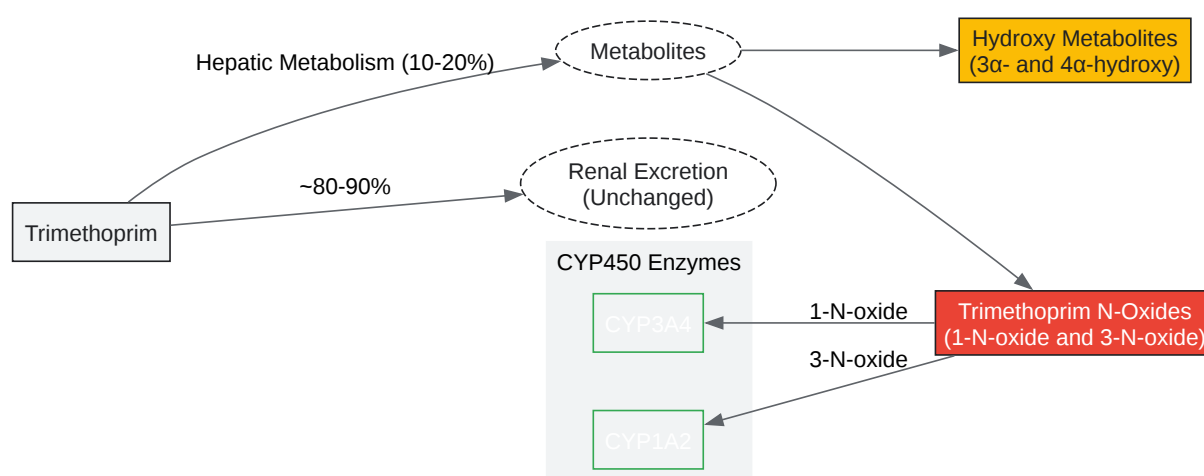 Metabolites
Hydroxy Metabolites
(3α- and 4α-hydroxy)
Hepatic Metabolism (10-20%)
Renal Excretion
(Unchanged)
~80-90%
Trimethoprim
CYP450 Enzymes
CYP3A4
1-N-oxide
Trimethoprim N-Oxides
(1-N-oxide and 3-N-oxide)
3-N-oxide
CYP1A2